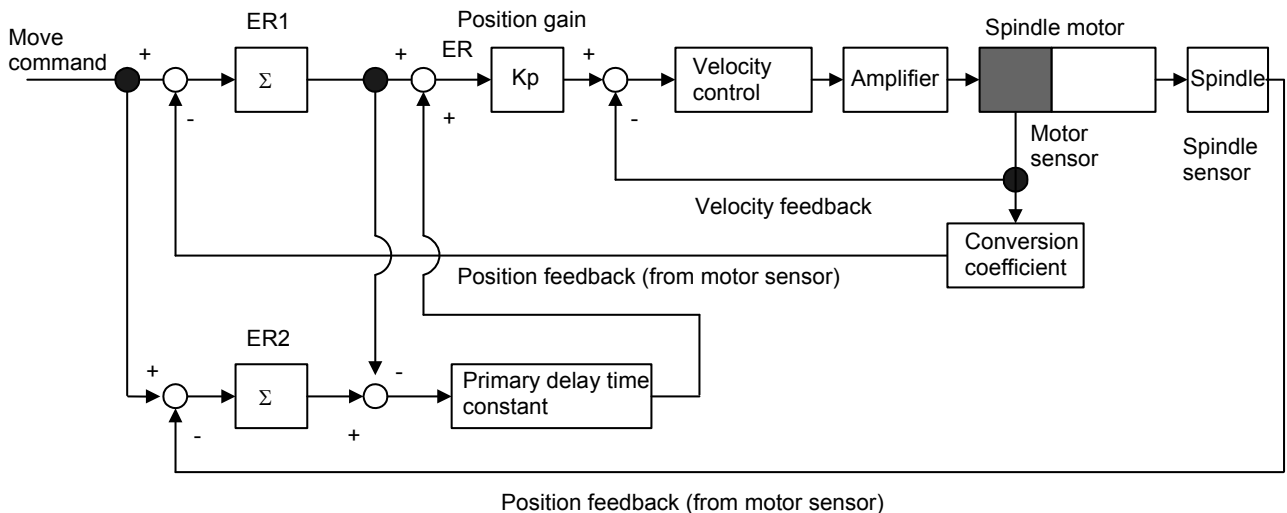 ER1
Position gain
Spindle motor
Move
command
+
-
Σ
+
ER
+
Kp
+
-
Velocity
control
Amplifier
Spindle
Motor
sensor
Spindle
sensor
Velocity feedback
Conversion
coefficient
Position feedback (from motor sensor)
ER2
+
-
Σ
+
-
Primary delay time
constant
Position feedback (from motor sensor)